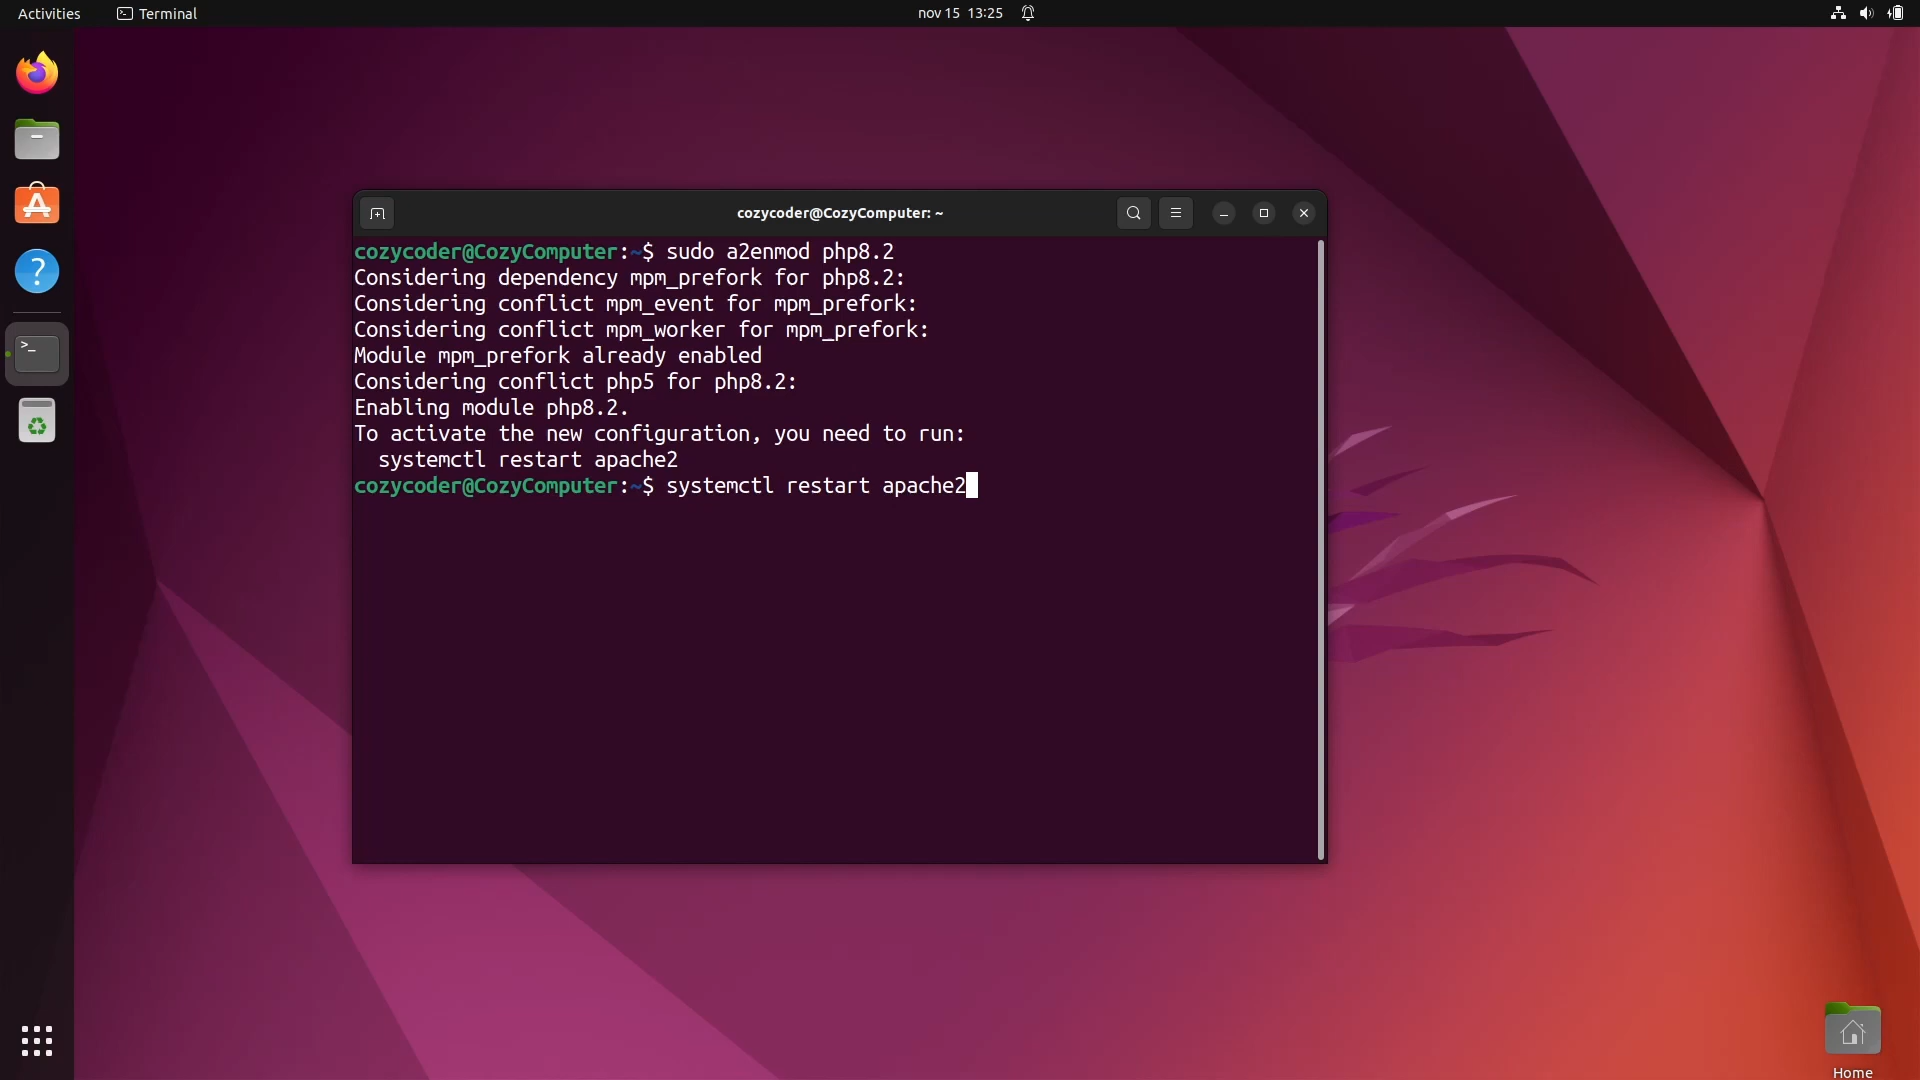 Activities
Terminal
nov 15 13:25
cozycoder@CozyComputer: ~
cozycoder@CozyComputer:~$ sudo a2enmod php8.2
Considering dependency mpm_prefork for php8.2:
Considering conflict mpm_event for mpm_prefork:
Considering conflict mpm_worker for mpm_prefork:
Module mpm_prefork already enabled
Considering conflict php5 for php8.2:
Enabling module php8.2.
To activate the new configuration, you need to run:
  systemctl restart apache2
cozycoder@CozyComputer:~$ systemctl restart apache2
Home